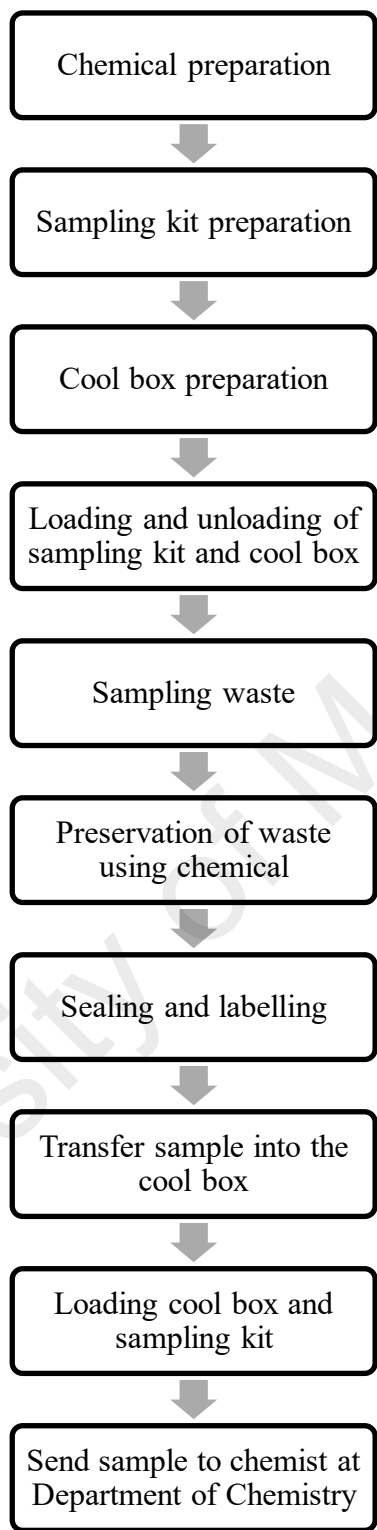 Chemical preparation
Sampling kit preparation
Cool box preparation
Loading and unloading of
sampling kit and cool box
Sampling waste
Preservation of waste
using chemical
Sealing and labelling
Transfer sample into the
cool box
Loading cool box and
sampling kit
Send sample to chemist at
Department of Chemistry